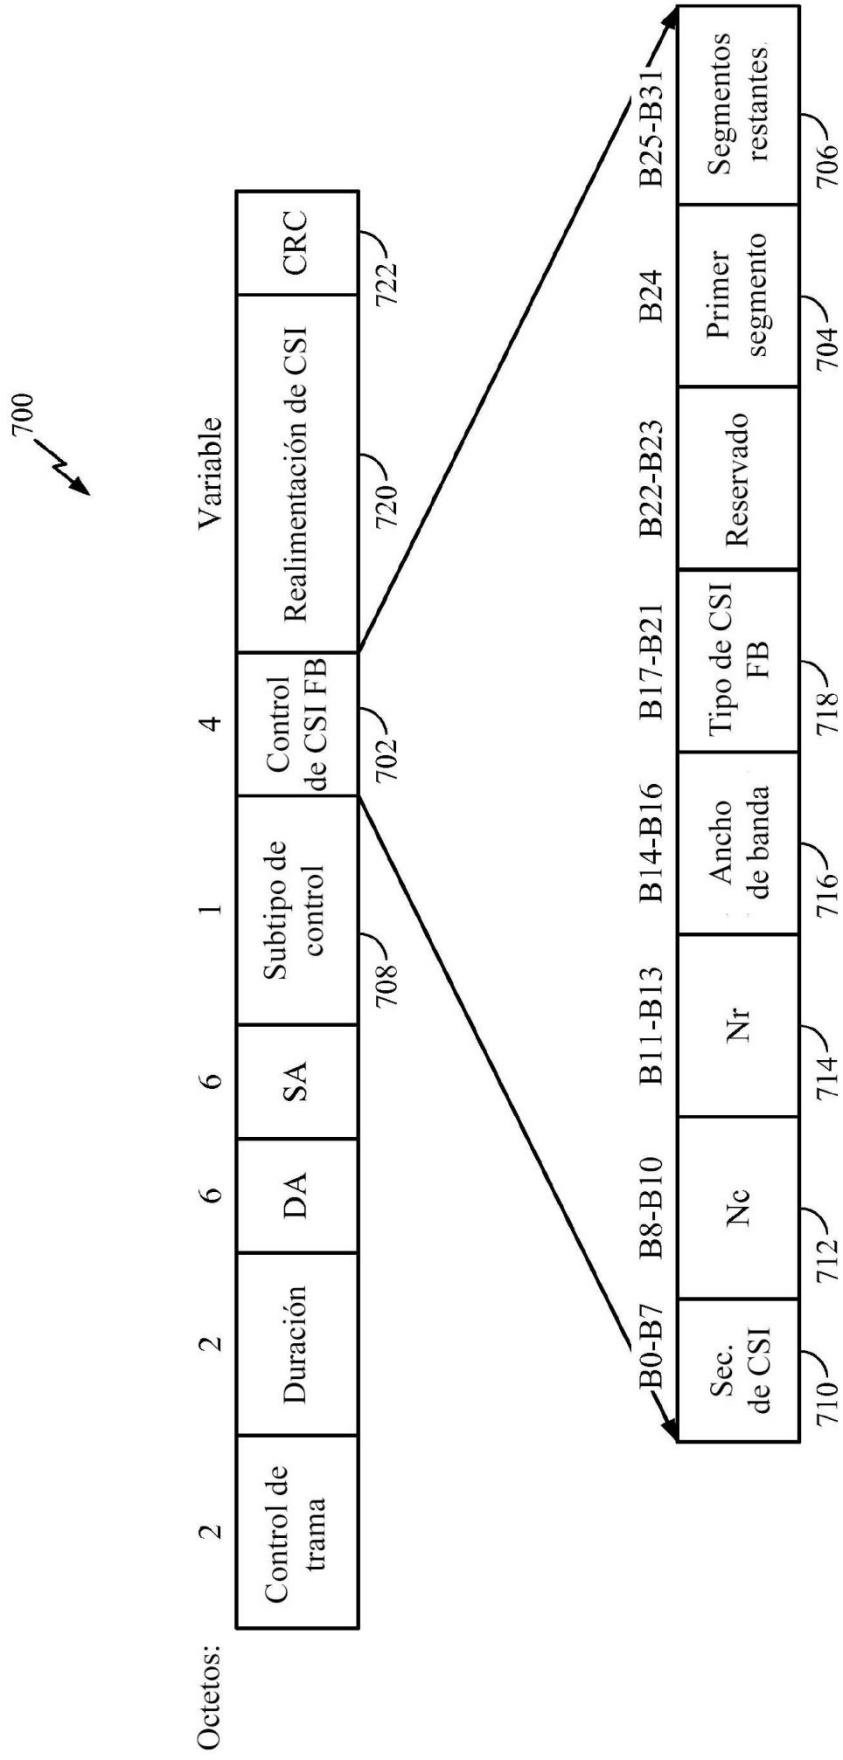 700
Octetos:
2
2
6
6
1
4
Variable
Control de
trama
Duración
DA
SA
Subtipo de
control
Control
de CSI FB
Realimentación de CSI
CRC
708
702
720
722
B0-B7
B8-B10
B11-B13
B14-B16
B17-B21
B22-B23
B24
B25-B31
Sec.
de CSI
Nc
Nr
Ancho
de banda
Tipo de CSI
FB
Reservado
Primer
segmento
Segmentos
restantes
710
712
714
716
718
704
706